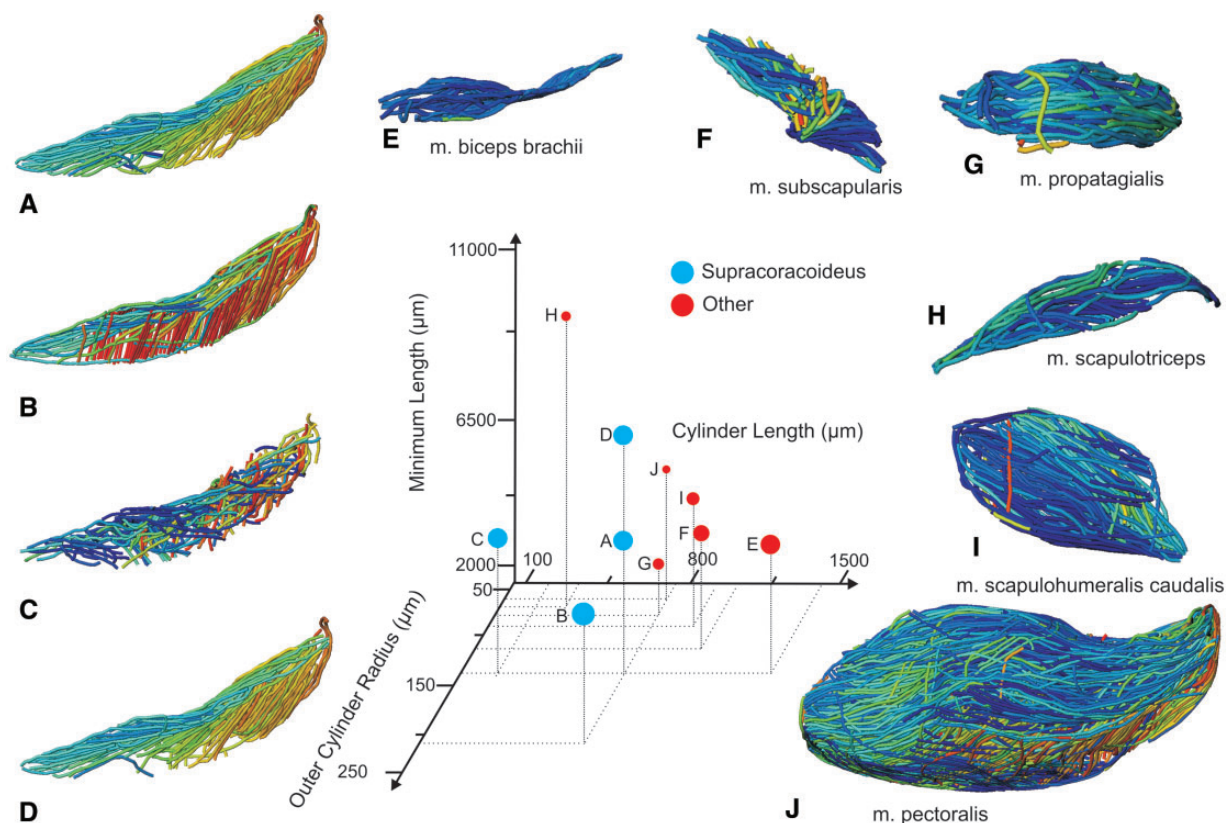 A
B
C
D
E
m. biceps brachii
F
m. subscapularis
G
m. propatagialis
H
m. scapulotriceps
I
m. scapulohumeralis caudalis
J
m. pectoralis
Supracoracoideus
Other
Minimum Length (µm)
11000
6500
2000
Cylinder Length (µm)
100
800
1500
Outer Cylinder Radius (µm)
50
150
250
H
D
J
I
C
A
F
E
G
B